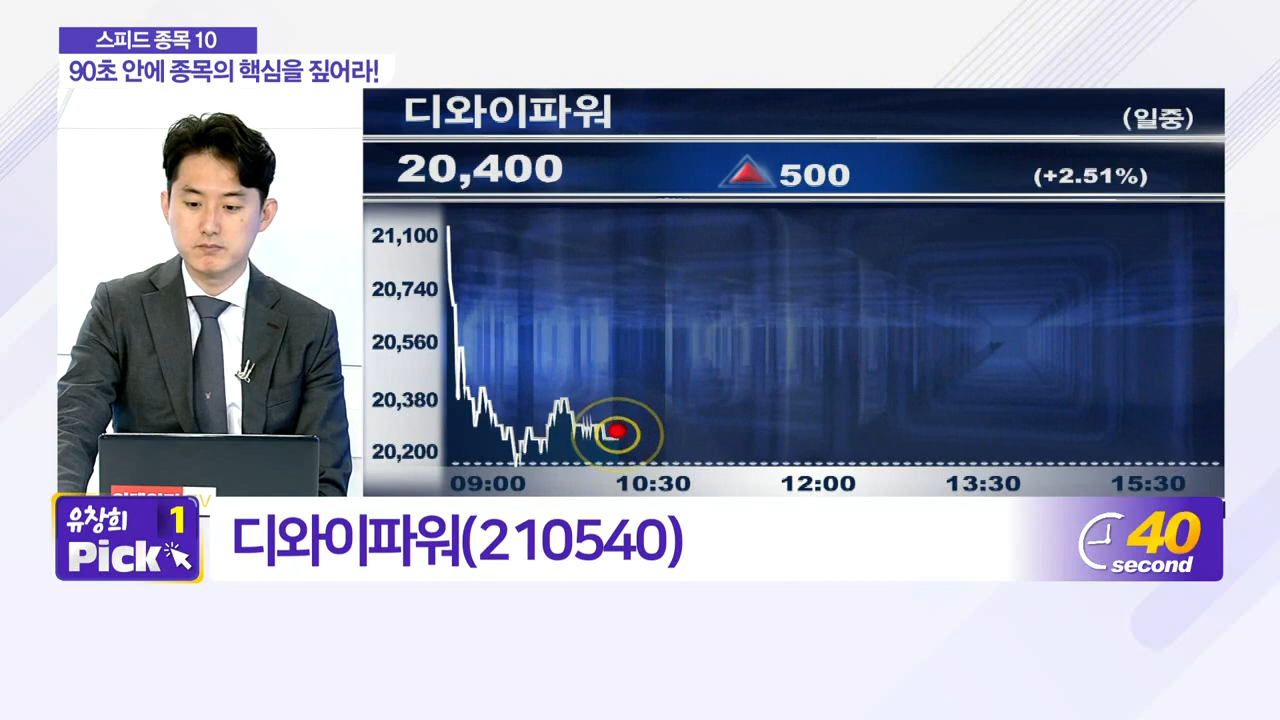 스피드 종목 10
90초 안에 종목의 핵심을 짚어라!
디와이파워
(일중)
20,400
500
(+2.51%)
21,100
20,740
20,560
20,380
20,200
09:00 10:30 12:00 13:30 15:30
유창희 1
Pick
디와이파워(210540)
40
second